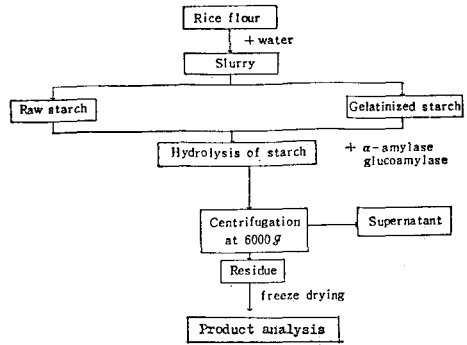 Rice flour
+ water
Slurry
Raw starch
Gelatinized starch
Hydrolysis of starch
+ α-amylase
glucoamylase
Centrifugation
at 6000 g
Supernatant
Residue
freeze drying
Product analysis